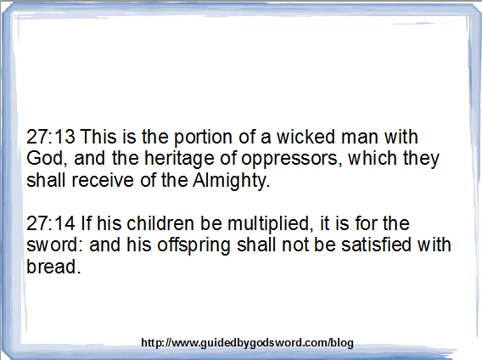 27:13 This is the portion of a wicked man with
God, and the heritage of oppressors, which they
shall receive of the Almighty.
27:14 If his children be multiplied, it is for the
sword: and his offspring shall not be satisfied with
bread.
http://www.guidedbygodsword.com/blog